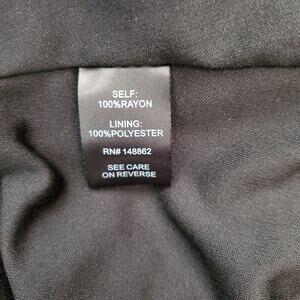 SELF:
100%RAYON
LINING:
100%POLYESTER
RN# 148862
SEE CARE
ON REVERSE